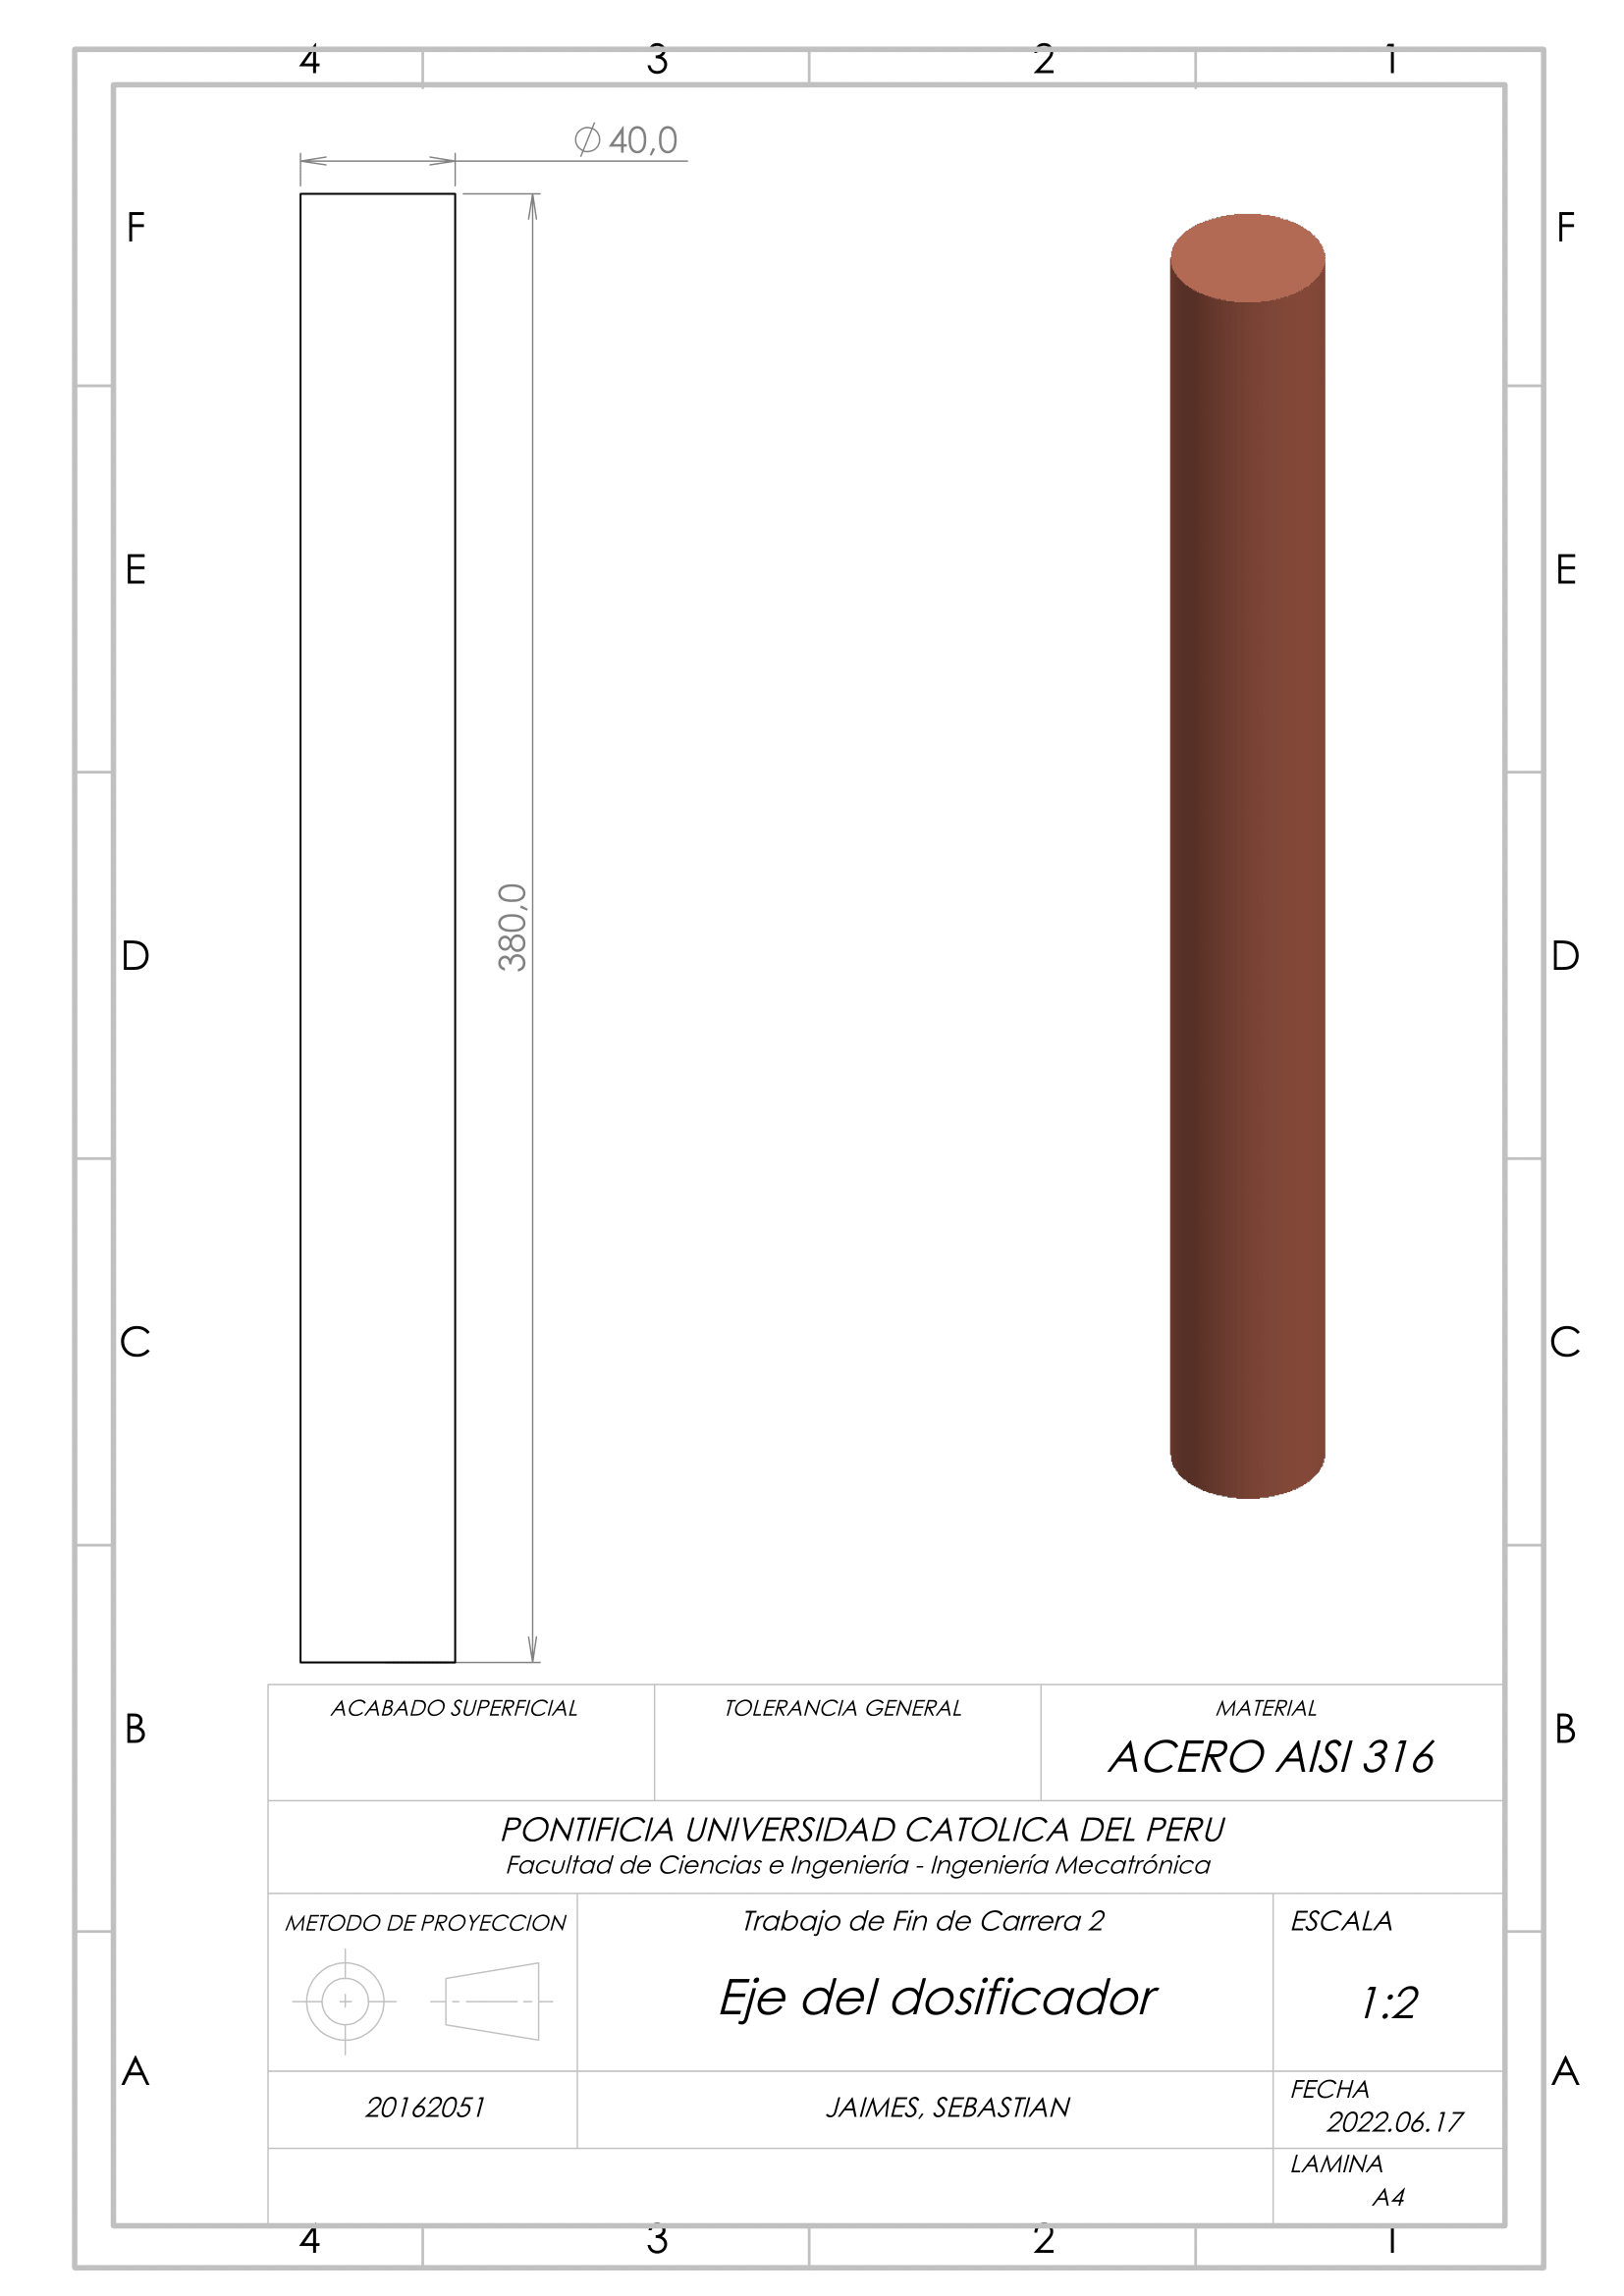 4 3 2 1
⌀40,0
F F
E E
380,0
D D
C C
ACABADO SUPERFICIAL
TOLERANCIA GENERAL
MATERIAL
B B
ACERO AISI 316
PONTIFICIA UNIVERSIDAD CATOLICA DEL PERU
Facultad de Ciencias e Ingeniería - Ingeniería Mecatrónica
METODO DE PROYECCION
Trabajo de Fin de Carrera 2
ESCALA
Eje del dosificador
1:2
A A
20162051
JAIMES, SEBASTIAN
FECHA
2022.06.17
LAMINA
A4
4 3 2 1